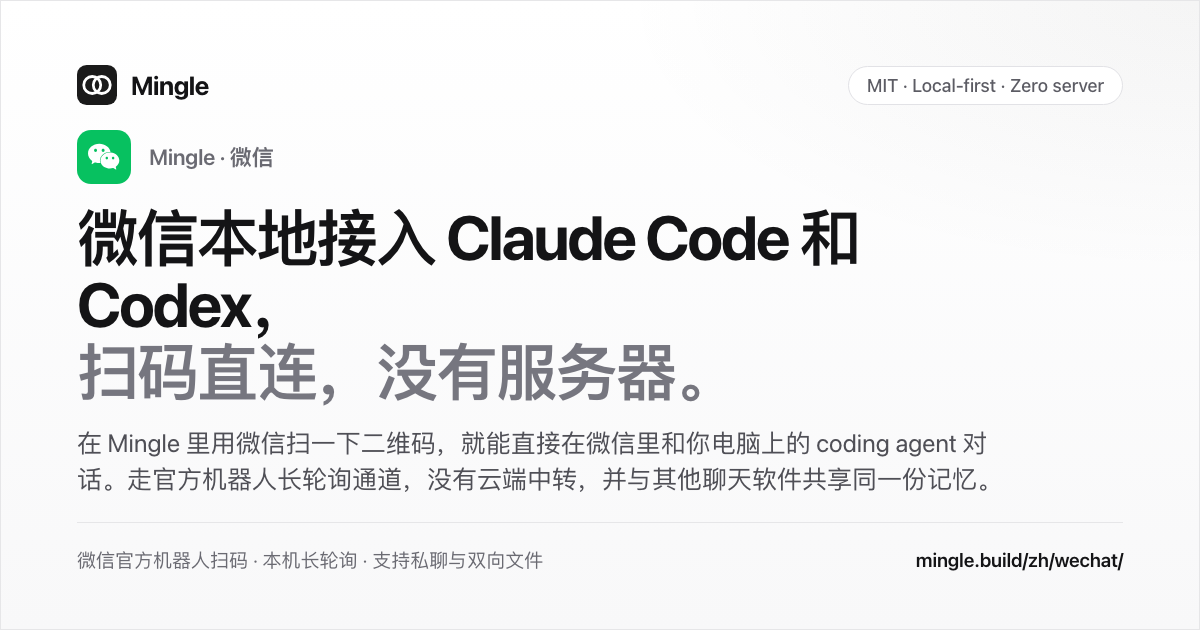 Mingle
MIT · Local-first · Zero server
Mingle · 微信
微信本地接入 Claude Code 和
Codex，
扫码直连，没有服务器。
在 Mingle 里用微信扫一下二维码，就能直接在微信里和你电脑上的 coding agent 对
话。走官方机器人长轮询通道，没有云端中转，并与其他聊天软件共享同一份记忆。
微信官方机器人扫码 · 本机长轮询 · 支持私聊与双向文件
mingle.build/zh/wechat/